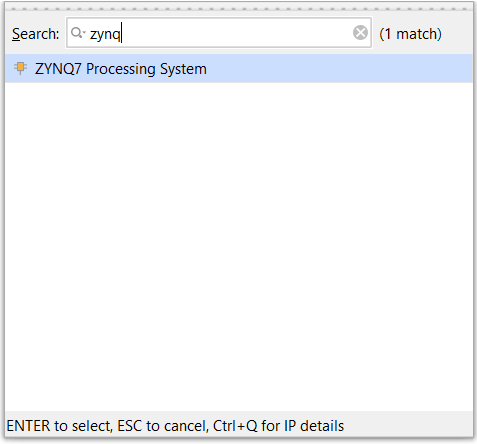 Search: zynq (1 match)
ZYNQ7 Processing System
ENTER to select, ESC to cancel, Ctrl+Q for IP details